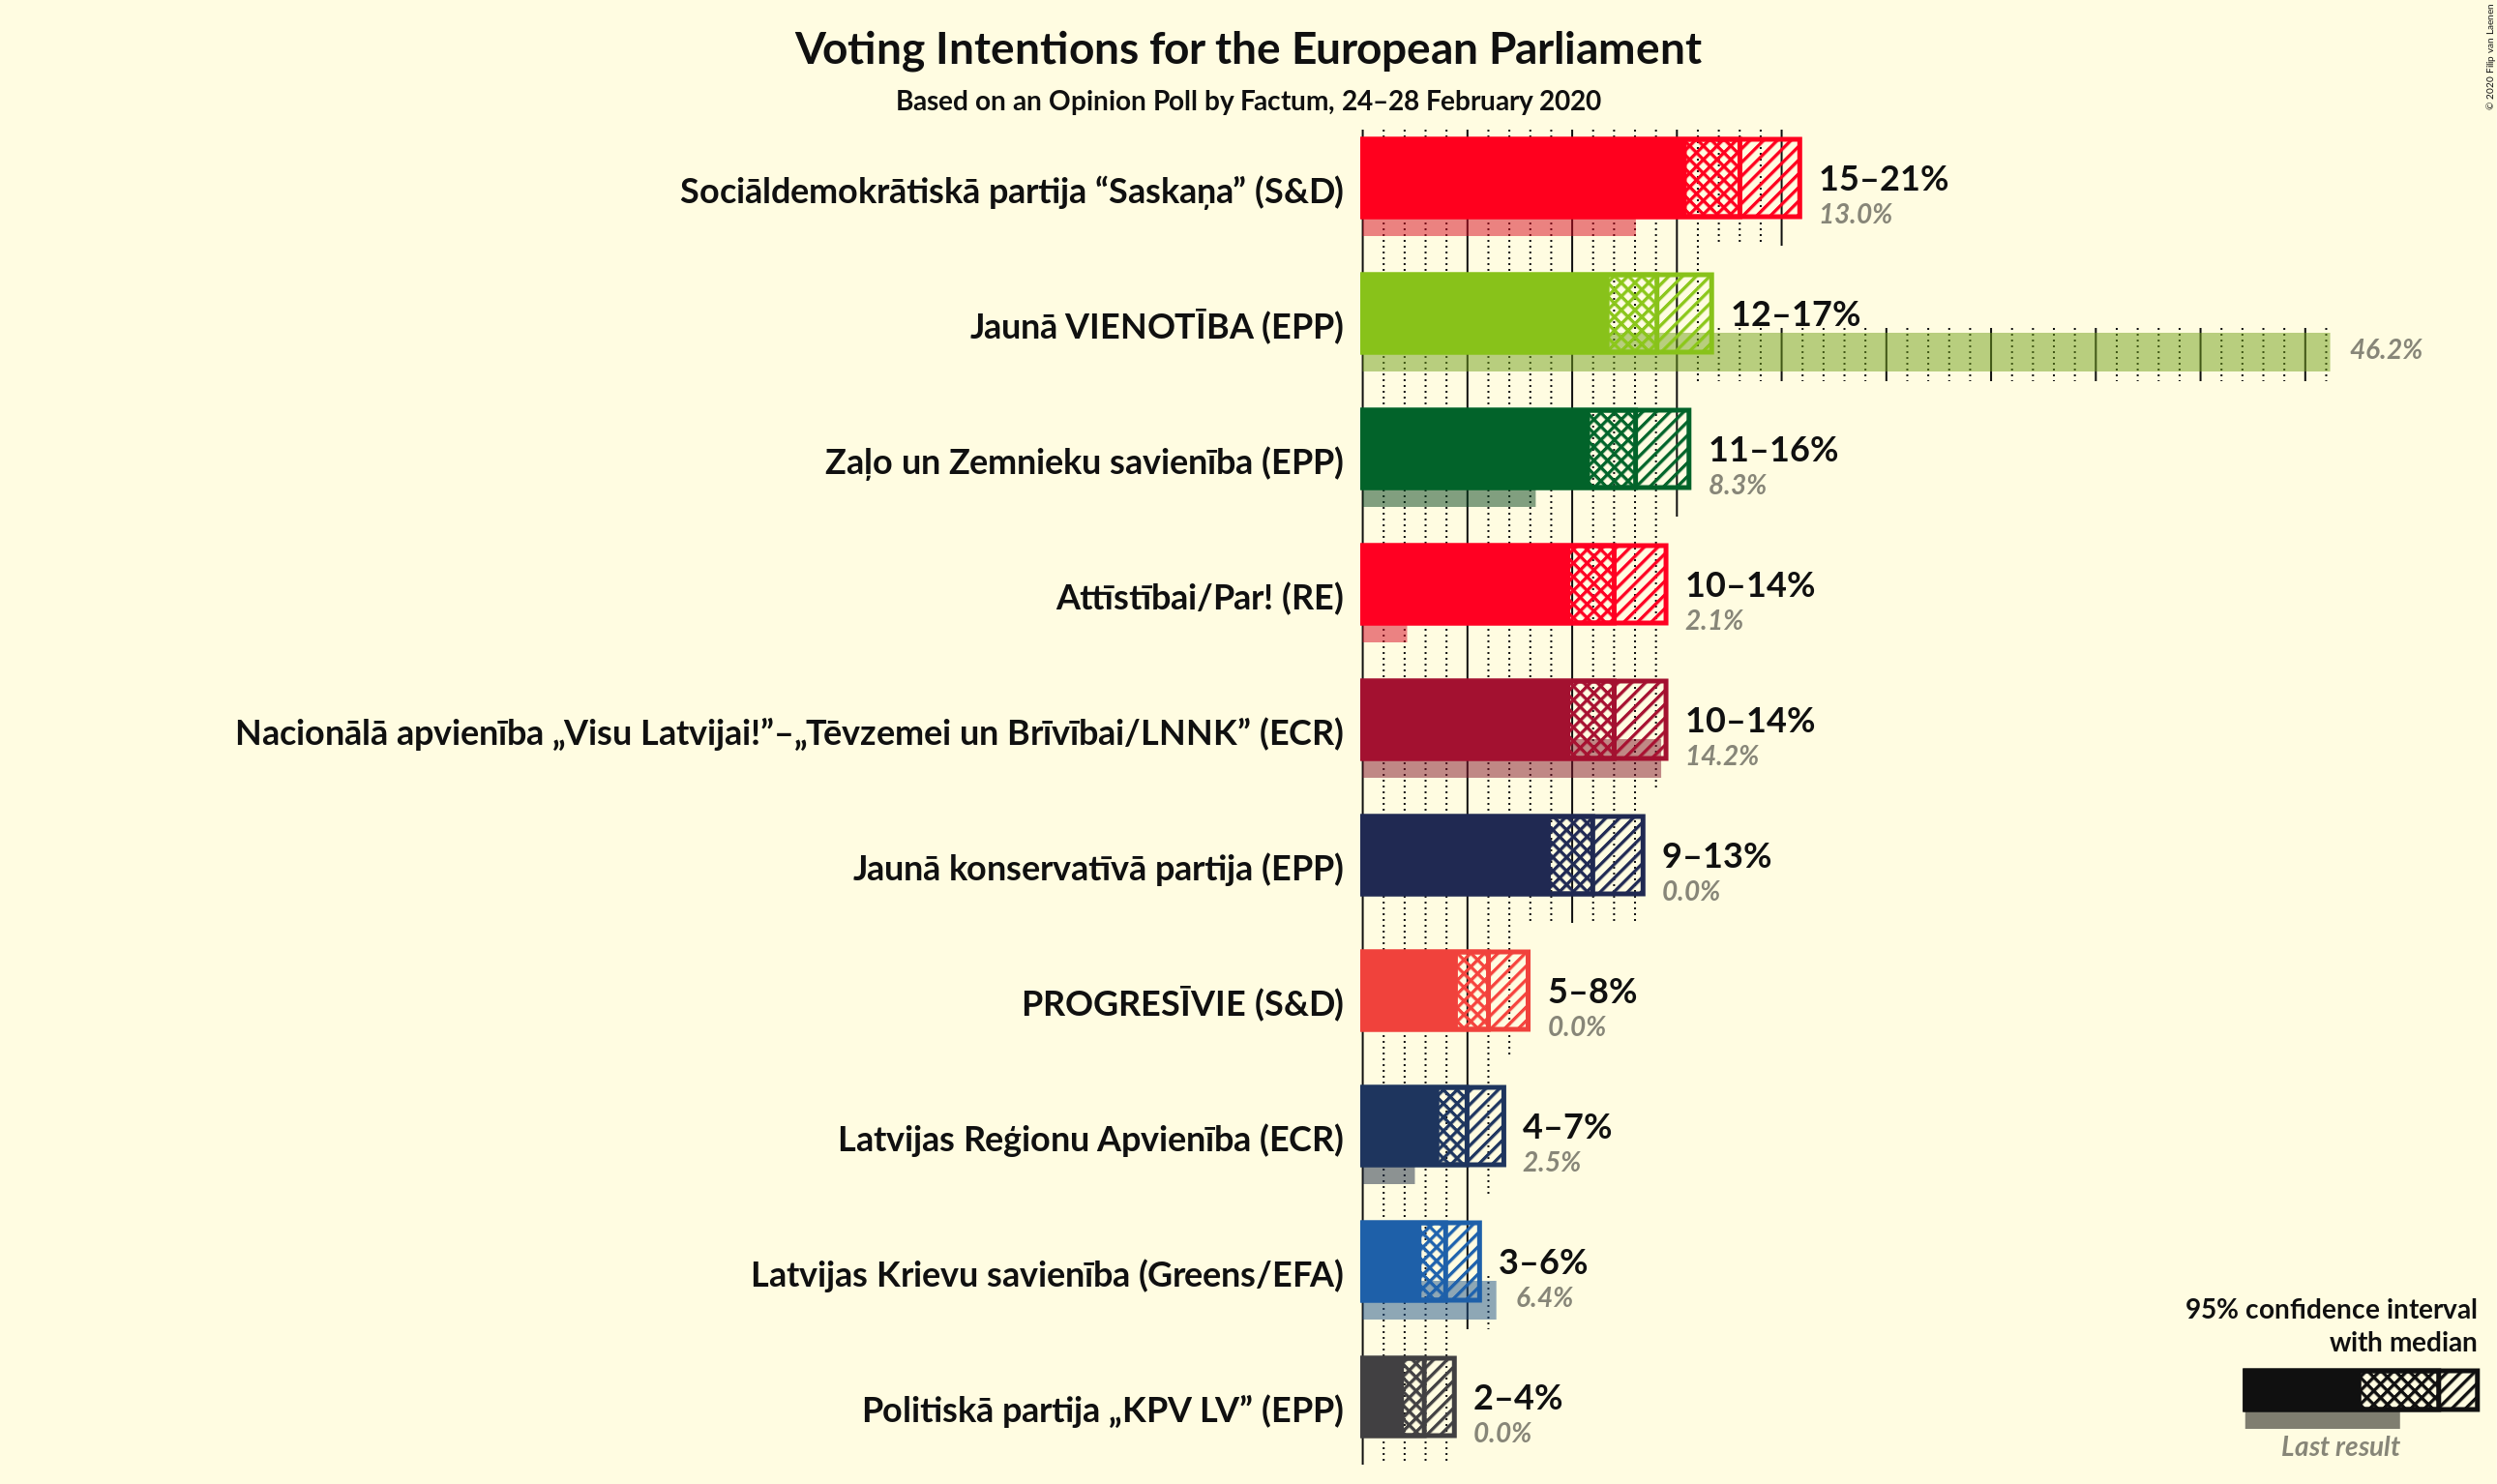 Voting Intentions for the European Parliament
Based on an Opinion Poll by Factum, 24–28 February 2020
© 2020 Filip van Laenen
Sociāldemokrātiskā partija “Saskaņa” (S&D)
15–21%
13.0%
Jaunā VIENOTĪBA (EPP)
12–17%
46.2%
Zaļo un Zemnieku savienība (EPP)
11–16%
8.3%
Attīstībai/Par! (RE)
10–14%
2.1%
Nacionālā apvienība „Visu Latvijai!”–„Tēvzemei un Brīvībai/LNNK” (ECR)
10–14%
14.2%
Jaunā konservatīvā partija (EPP)
9–13%
0.0%
PROGRESĪVIE (S&D)
5–8%
0.0%
Latvijas Reģionu Apvienība (ECR)
4–7%
2.5%
Latvijas Krievu savienība (Greens/EFA)
3–6%
6.4%
Politiskā partija „KPV LV” (EPP)
2–4%
0.0%
95% confidence interval
with median
Last result